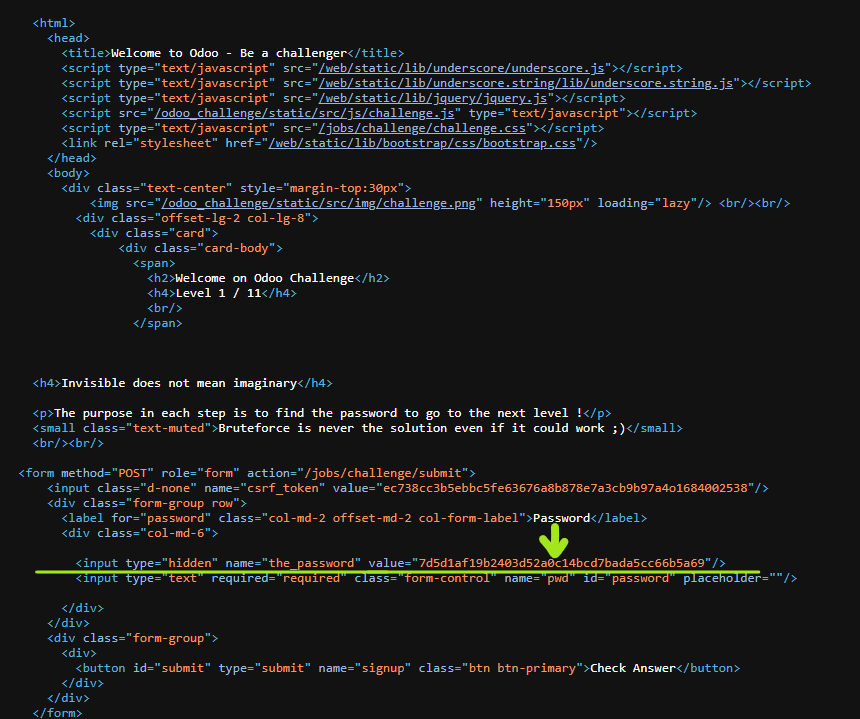 <html>
<head>
<title>Welcome to Odoo - Be a challenger</title>
<script type="text/javascript" src="/web/static/lib/underscore/underscore.js"></script>
<script type="text/javascript" src="/web/static/lib/underscore.string/lib/underscore.string.js"></script>
<script type="text/javascript" src="/web/static/lib/jquery/jquery.js"></script>
<script src="/odoo_challenge/static/src/js/challenge.js" type="text/javascript"></script>
<script type="text/javascript" src="/jobs/challenge/challenge.css"></script>
<link rel="stylesheet" href="/web/static/lib/bootstrap/css/bootstrap.css"/>
</head>
<body>
<div class="text-center" style="margin-top:30px">
<img src="/odoo_challenge/static/src/img/challenge.png" height="150px" loading="lazy"/> <br/><br/>
<div class="offset-lg-2 col-lg-8">
<div class="card">
<div class="card-body">
<span>
<h2>Welcome on Odoo Challenge</h2>
<h4>Level 1 / 11</h4>
<br/>
</span>
<h4>Invisible does not mean imaginary</h4>
<p>The purpose in each step is to find the password to go to the next level !</p>
<small class="text-muted">Bruteforce is never the solution even if it could work ;)</small>
<br/><br/>
<form method="POST" role="form" action="/jobs/challenge/submit">
<input class="d-none" name="csrf_token" value="ec738cc3b5ebbc5fe63676a8b878e7a3cb9b97a4o1684002538"/>
<div class="form-group row">
<label for="password" class="col-md-2 offset-md-2 col-form-label">Password</label>
<div class="col-md-6">
<input type="hidden" name="the_password" value="7d5d1af19b2403d52a0c14bcd7bada5cc66b5a69"/>
<input type="text" required="required" class="form-control" name="pwd" id="password" placeholder=""/>
</div>
</div>
<div class="form-group">
<div>
<button id="submit" type="submit" name="signup" class="btn btn-primary">Check Answer</button>
</div>
</div>
</form>